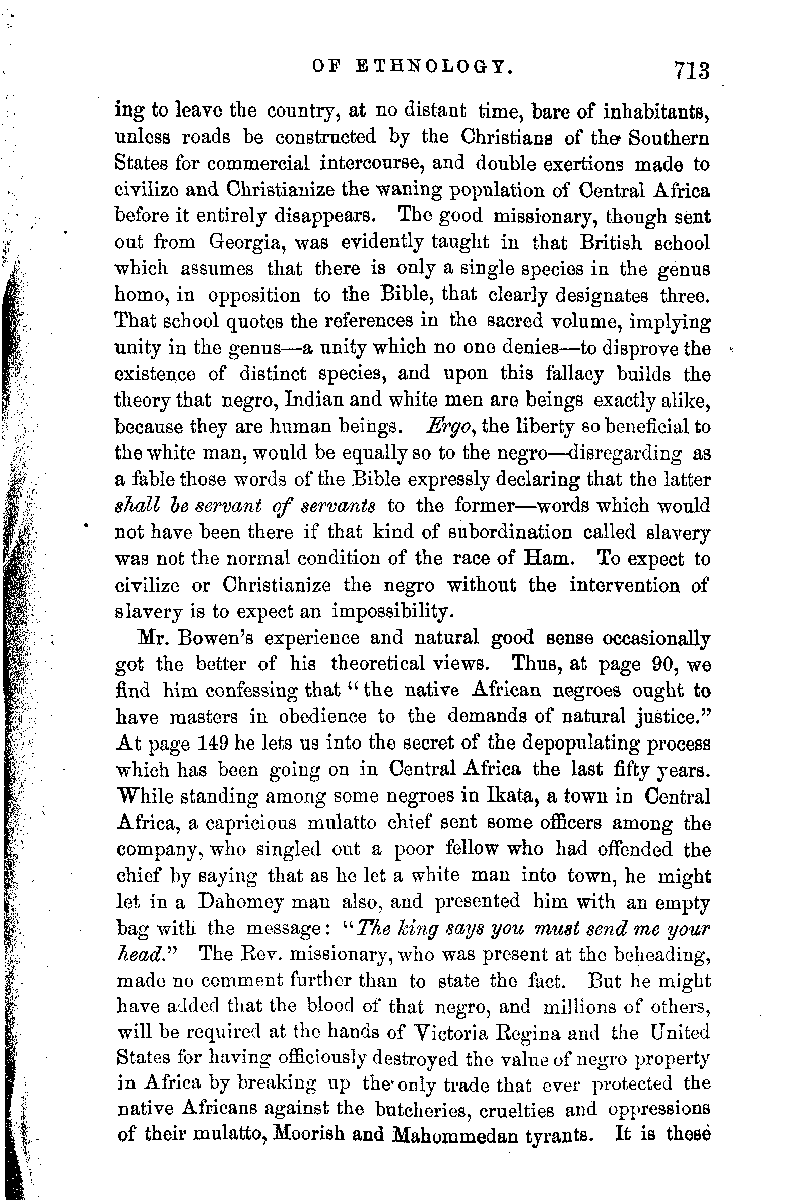 OF ETHNOLOGY. 713
ing to leave the country, at no distant time, bare of inhabitants,
unless roads be constructed by the Christians of the Southern
States for commercial intercourse, and double exertions made to
civilize and Christianize the waning population of Central Africa
before it entirely disappears. The good missionary, though sent
out from Georgia, was evidently taught in that British school
which assumes that there is only a single species in the genus
homo, in opposition to the Bible, that clearly designates three.
That school quotes the references in the sacred volume, implying
unity in the genus—a unity which no one denies—to disprove the
existence of distinct species, and upon this fallacy builds the
theory that negro, Indian and white men are beings exactly alike,
because they are human beings. Ergo, the liberty so beneficial to
the white man, would be equally so to the negro—disregarding as
a fable those words of the Bible expressly declaring that the latter
shall be servant of servants to the former—words which would
not have been there if that kind of subordination called slavery
was not the normal condition of the race of Ham. To expect to
civilize or Christianize the negro without the intervention of
slavery is to expect an impossibility.
Mr. Bowen's experience and natural good sense occasionally
got the better of his theoretical views. Thus, at page 90, we
find him confessing that "the native African negroes ought to
have masters in obedience to the demands of natural justice."
At page 149 he lets us into the secret of the depopulating process
which has been going on in Central Africa the last fifty years.
While standing among some negroes in Ikata, a town in Central
Africa, a capricious mulatto chief sent some officers among the
company, who singled out a poor fellow who had offended the
chief by saying that as he let a white man into town, he might
let in a Dahomey man also, and presented him with an empty
bag with the message: "The king says you must send me your
head." The Rev. missionary, who was present at the beheading,
made no comment further than to state the fact. But he might
have added that the blood of that negro, and millions of others,
will be required at the hands of Victoria Regina and the United
States for having officiously destroyed the value of negro property
in Africa by breaking up the only trade that ever protected the
native Africans against the butcheries, cruelties and oppressions
of their mulatto, Moorish and Mahommedan tyrants. It is these